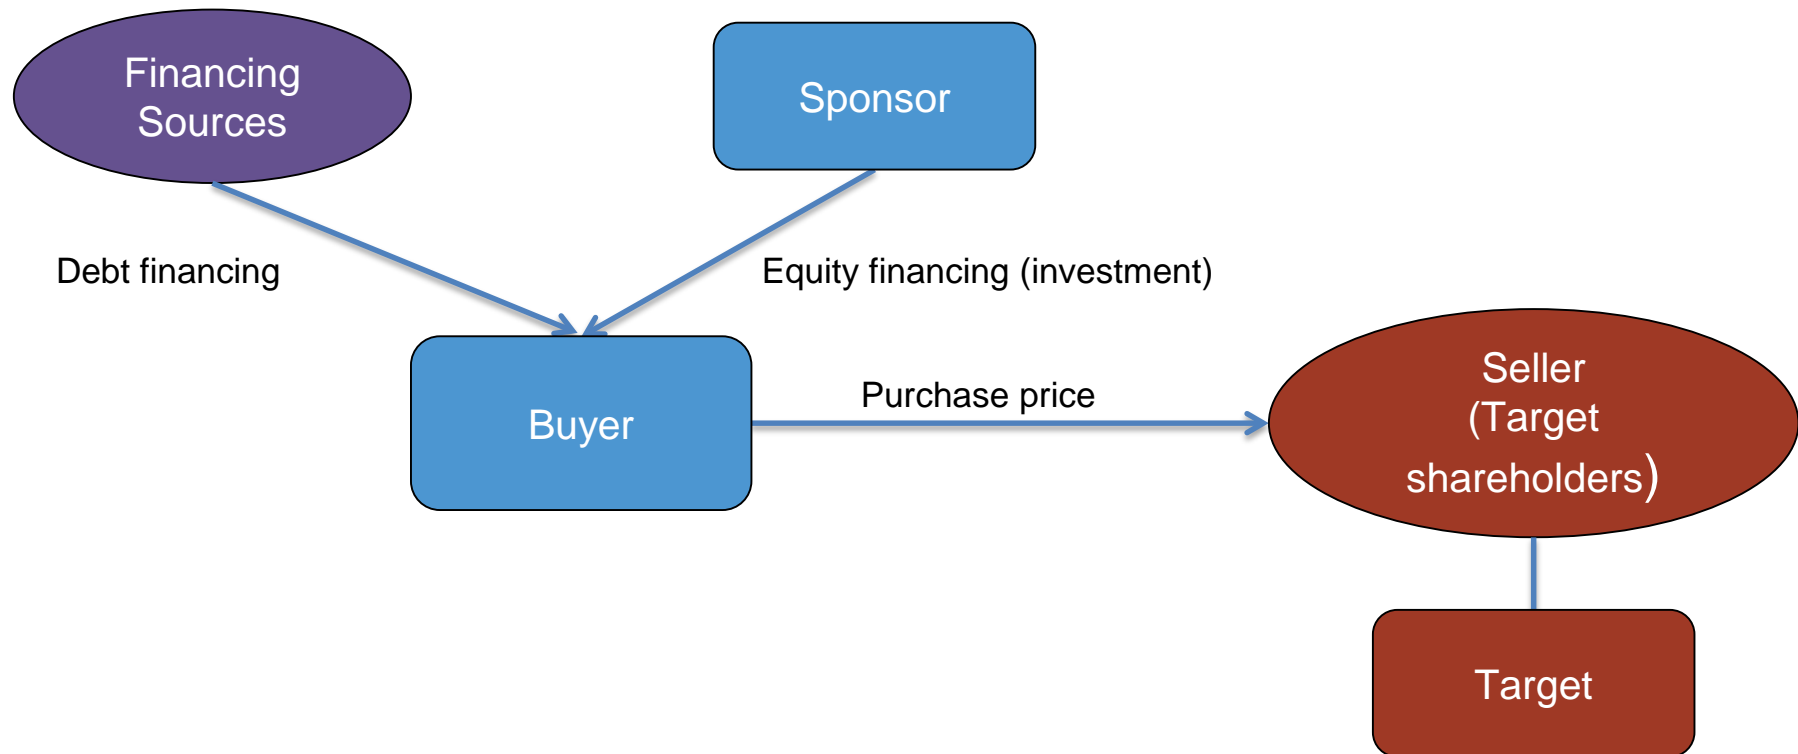 Financing
Sources
Sponsor
Debt financing
Equity financing (investment)
Buyer
Purchase price
Seller
(Target
shareholders)
Target